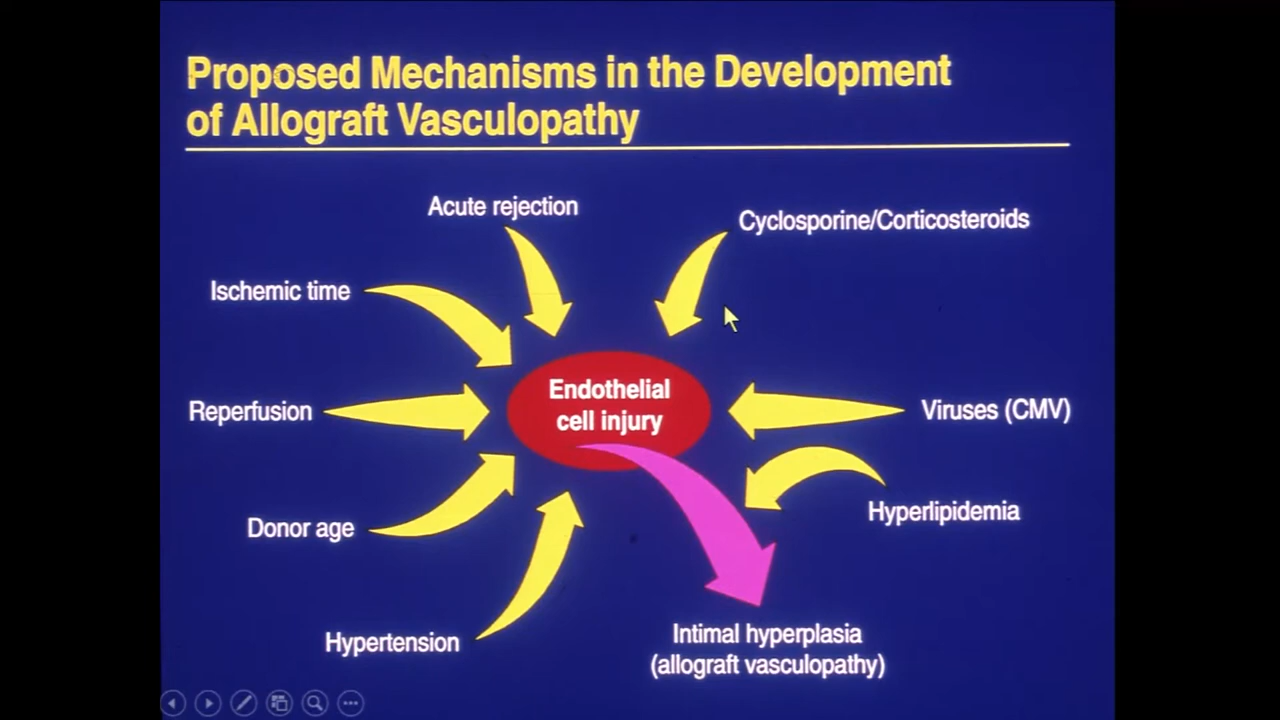 Proposed Mechanisms in the Development
of Allograft Vasculopathy
Acute rejection
Cyclosporine/Corticosteroids
Ischemic time
Endothelial
cell injury
Reperfusion
Viruses (CMV)
Donor age
Hyperlipidemia
Hypertension
Intimal hyperplasia
(allograft vasculopathy)